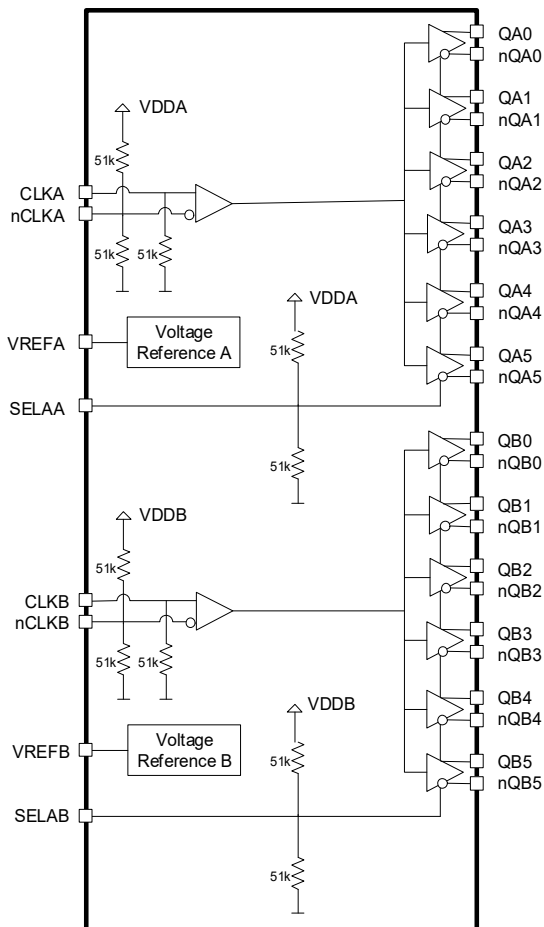 QA0
nQA0
QA1
nQA1
VDDA
51k
QA2
nQA2
CLKA
nCLKA
QA3
nQA3
51k
51k
VDDA
QA4
nQA4
VREFA
Voltage
Reference A
51k
QA5
nQA5
SELAA
QB0
nQB0
51k
VDDB
QB1
nQB1
51k
QB2
nQB2
CLKB
nCLKB
QB3
nQB3
51k
51k
VDDB
QB4
nQB4
VREFB
Voltage
Reference B
51k
QB5
nQB5
SELAB
51k